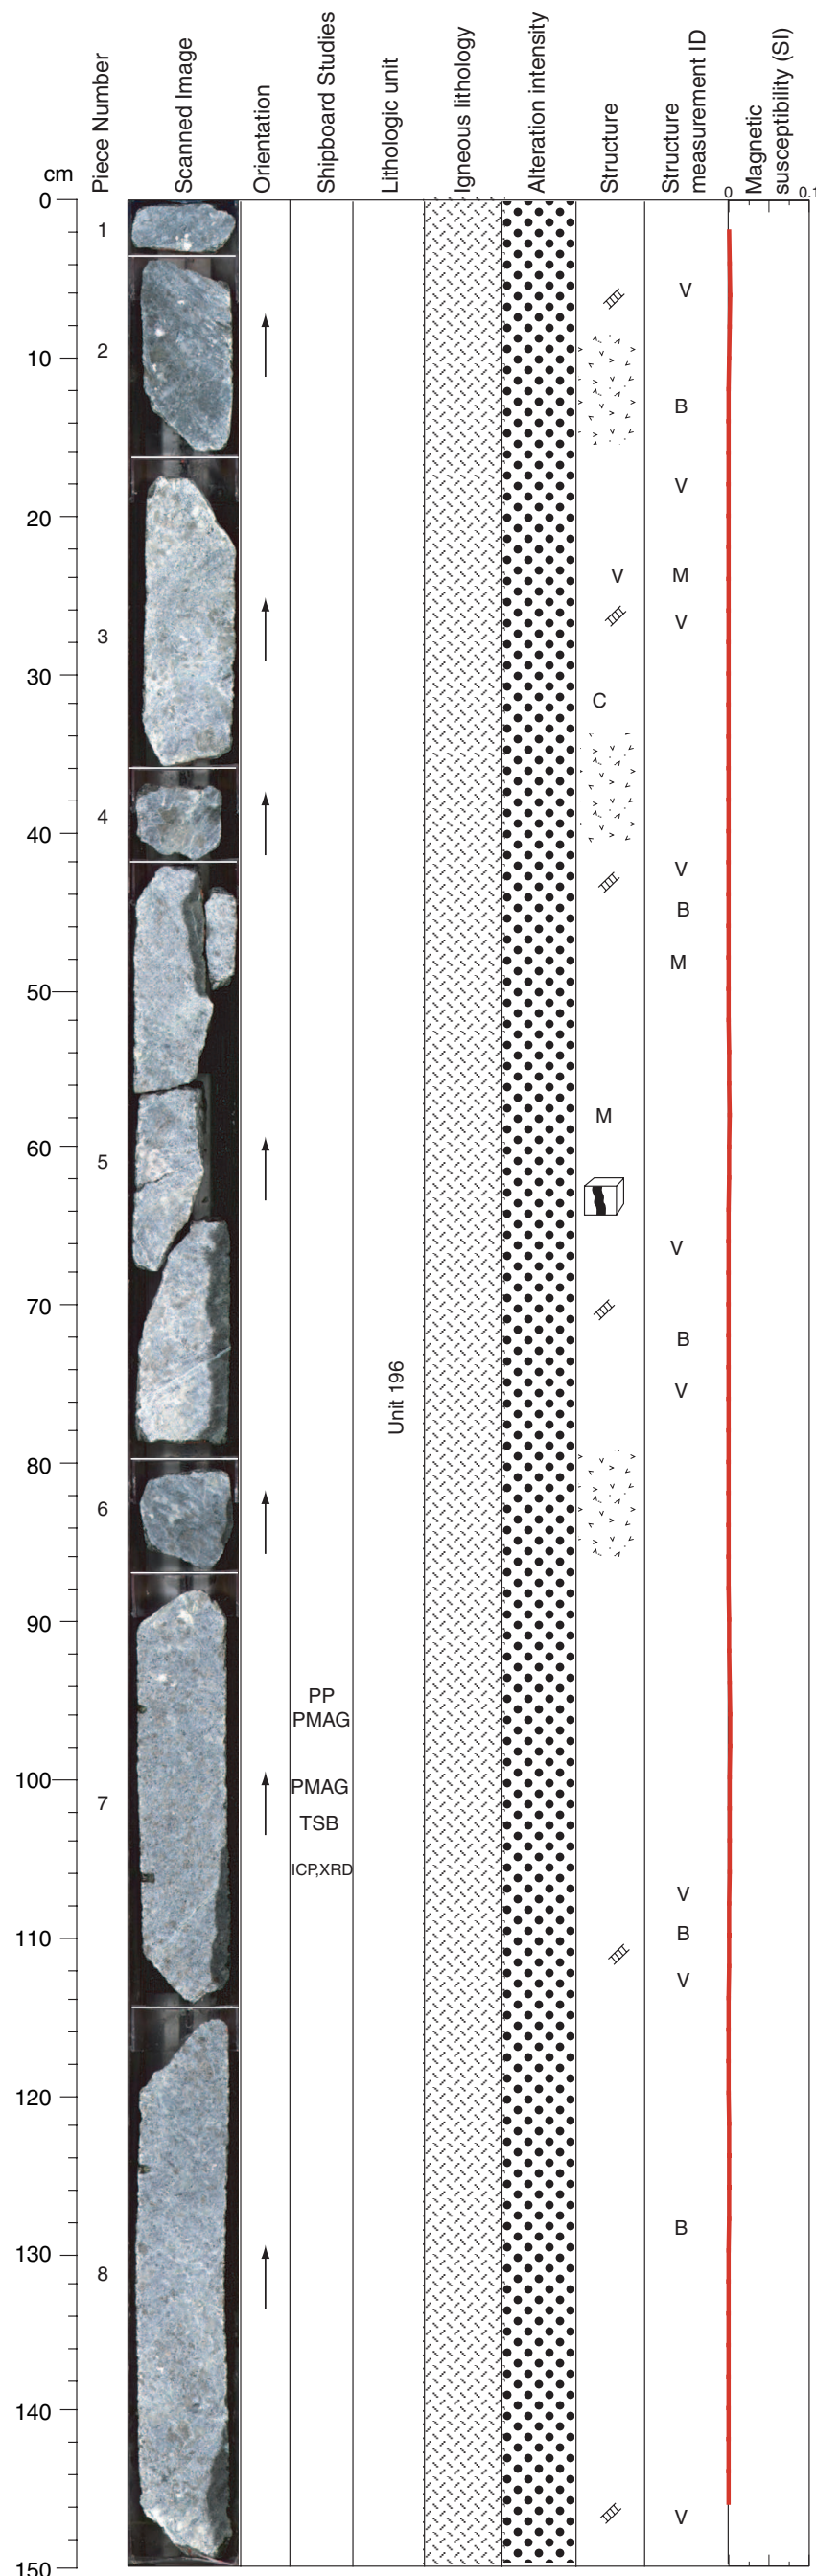 cm
Piece Number
Scanned Image
Orientation
Shipboard Studies
Lithologic unit
Igneous lithology
Alteration intensity
Structure
Structure
measurement ID
Magnetic
susceptibility (SI)
0 0.1
0
1
V
2
10
B
V
20
V M
V
3
30
C
4
40
V
B
M
50
M
5
60
V
70
B
Unit 196
V
80
6
90
PP
PMAG
100
PMAG
7
TSB
ICP,XRD
V
110
B
V
120
B
130
8
140
V
150